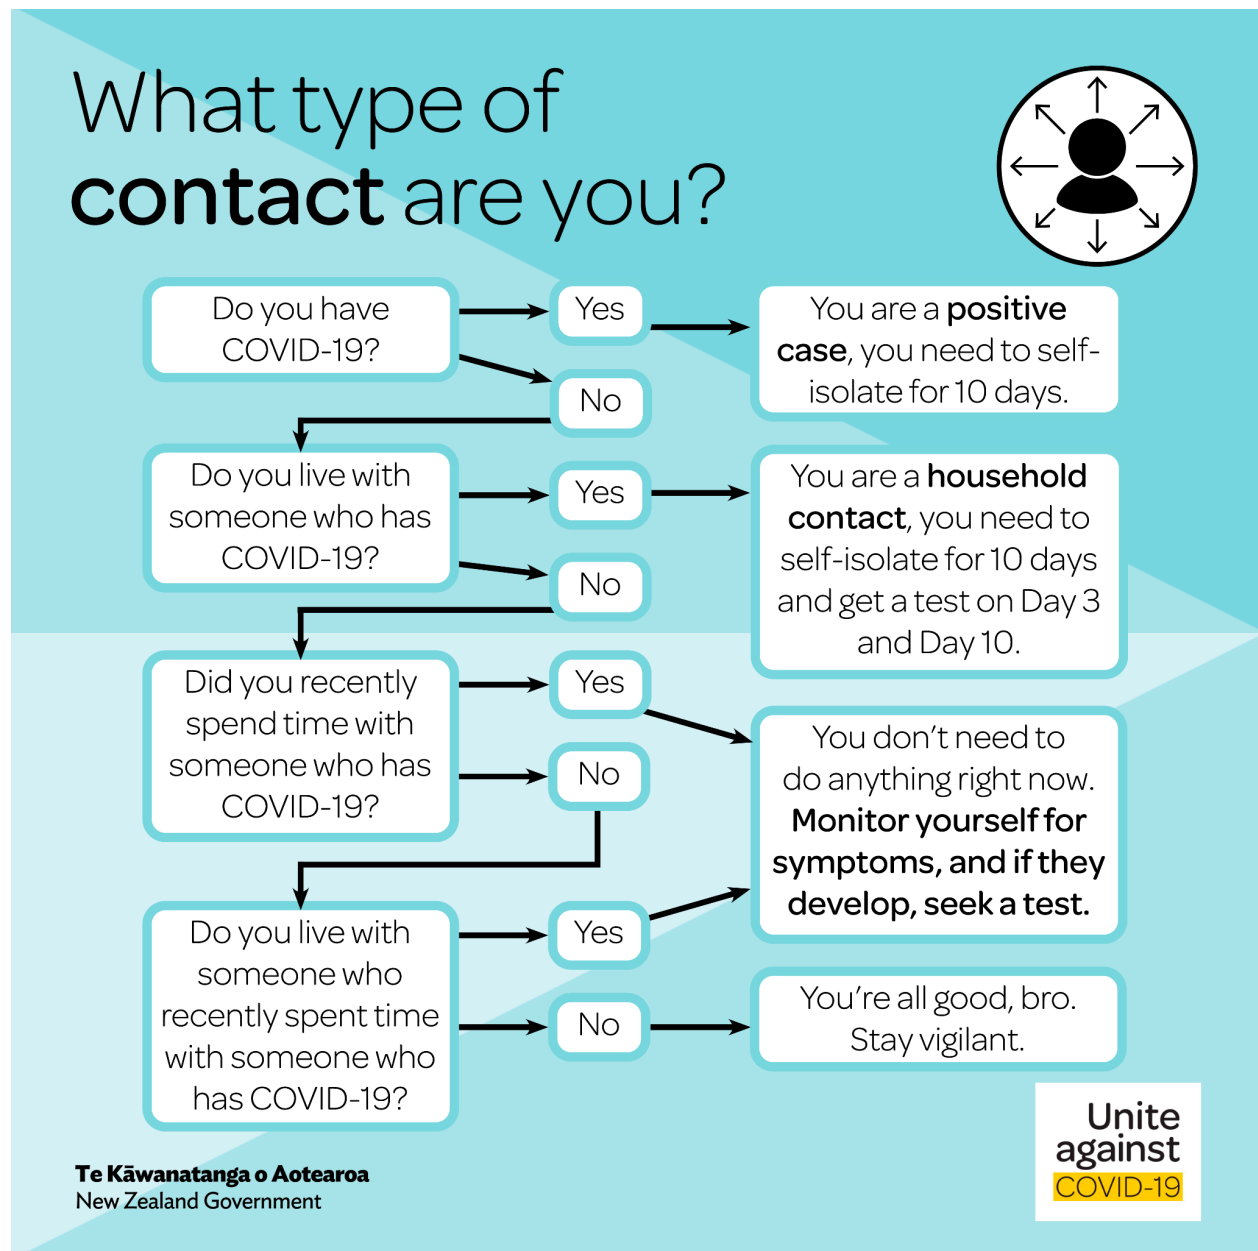 What type of
contact are you?
Do you have
COVID-19?
Yes
You are a positive
case, you need to self-
isolate for 10 days.
No
Do you live with
someone who has
COVID-19?
Yes
You are a household
contact, you need to
self-isolate for 10 days
and get a test on Day 3
and Day 10.
No
Did you recently
spend time with
someone who has
COVID-19?
Yes
No
You don't need to
do anything right now.
Monitor yourself for
symptoms, and if they
develop, seek a test.
Do you live with
someone who
recently spent time
with someone who
has COVID-19?
Yes
No
You're all good, bro.
Stay vigilant.
Te Kāwanatanga o Aotearoa
New Zealand Government
Unite
against
COVID-19